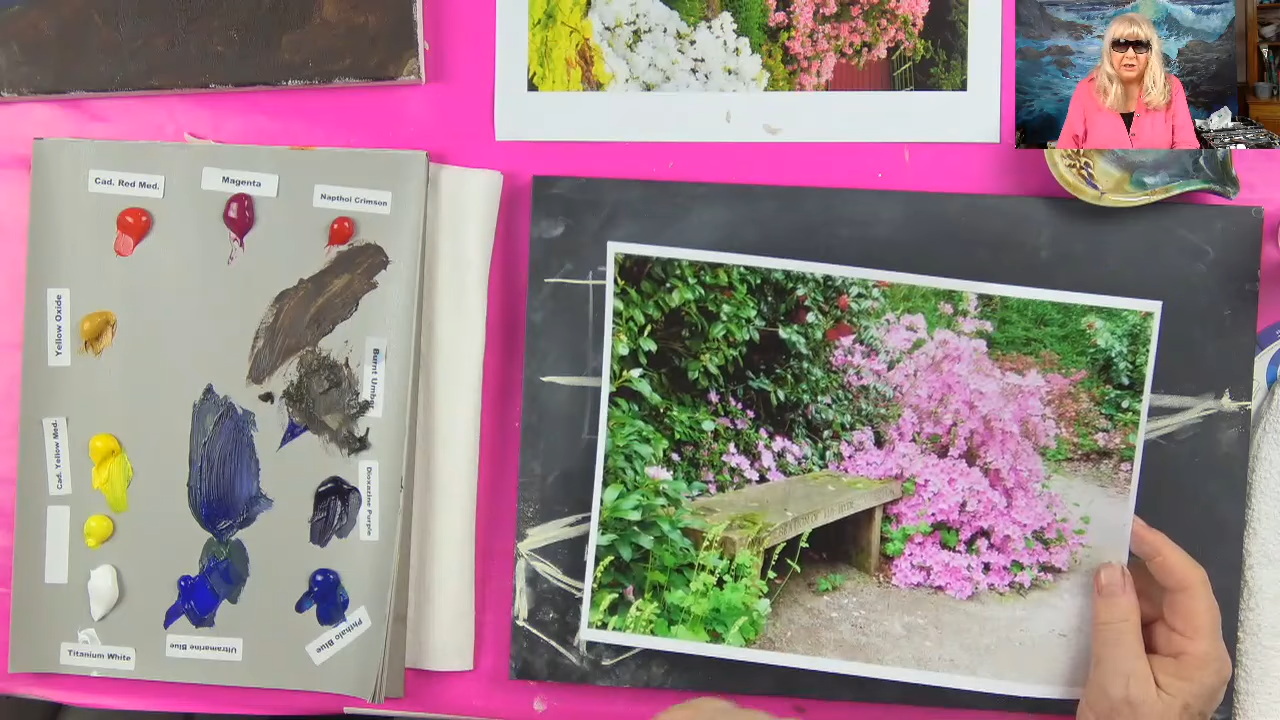 Cad. Red Med.
Magenta
Napthol Crimson
Yellow Oxide
Burnt Umber
Cad. Yellow Med.
Dioxazine Purple
Titanium White
Ultramarine Blue
Phthalo Blue